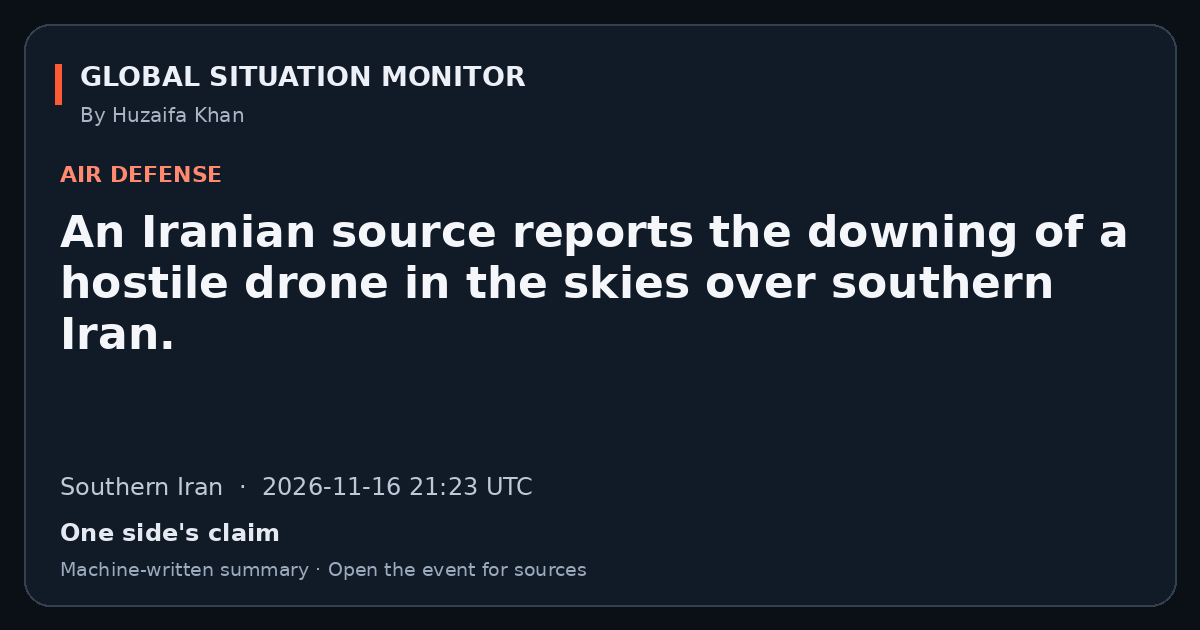 GLOBAL SITUATION MONITOR
By Huzaifa Khan
AIR DEFENSE
An Iranian source reports the downing of a
hostile drone in the skies over southern
Iran.
Southern Iran · 2026-11-16 21:23 UTC
One side's claim
Machine-written summary · Open the event for sources